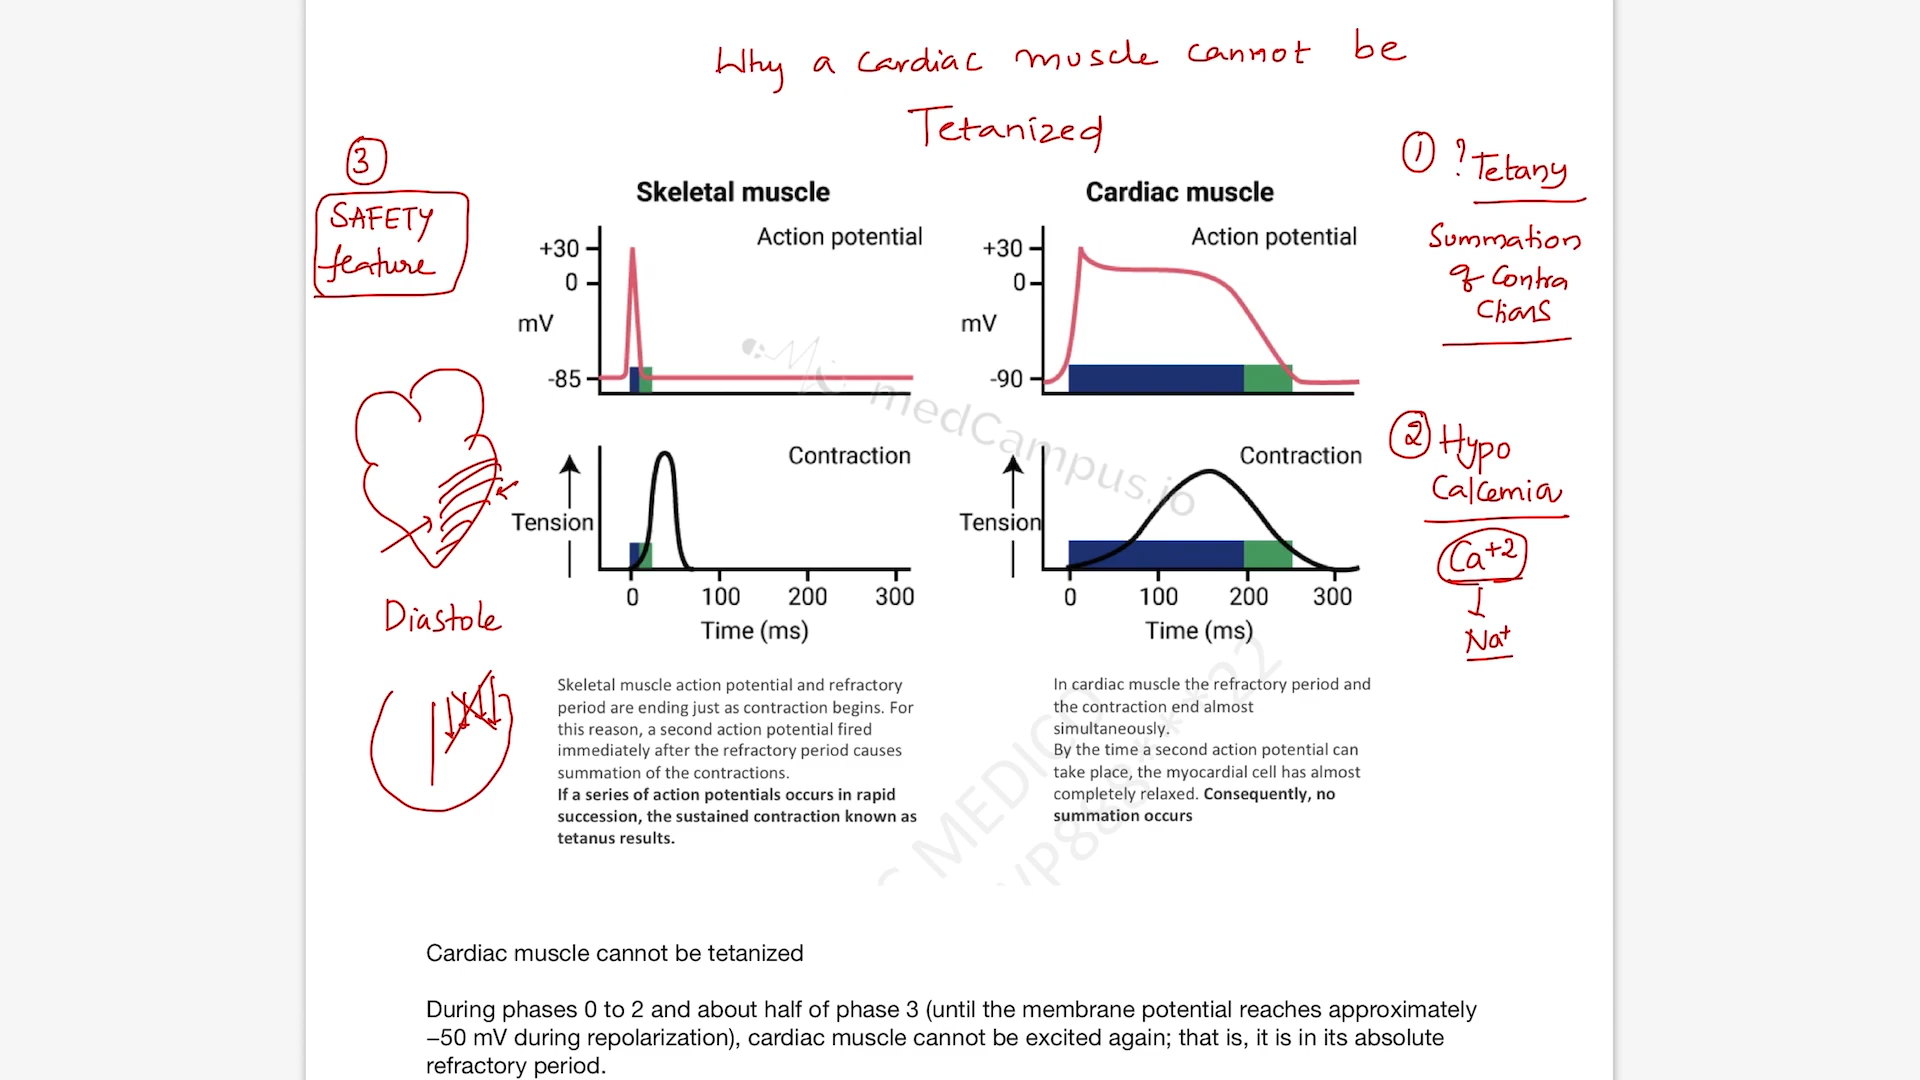 Why a cardiac muscle cannot be
Tetanized
3
SAFETY
feature
1 ? Tetany
Summation
of contra
ctions
2 Hypo
Calcemia
Ca+2
Na+
Diastole
Skeletal muscle
Action potential
+30
0
mV
-85
Contraction
Tension
0 100 200 300
Time (ms)
Cardiac muscle
Action potential
+30
0
mV
-90
Contraction
Tension
0 100 200 300
Time (ms)
medCampus.io
Skeletal muscle action potential and refractory
period are ending just as contraction begins. For
this reason, a second action potential fired
immediately after the refractory period causes
summation of the contractions.
If a series of action potentials occurs in rapid
succession, the sustained contraction known as
tetanus results.
In cardiac muscle the refractory period and
the contraction end almost
simultaneously.
By the time a second action potential can
take place, the myocardial cell has almost
completely relaxed. Consequently, no
summation occurs
MEDICO
Cardiac muscle cannot be tetanized
During phases 0 to 2 and about half of phase 3 (until the membrane potential reaches approximately
−50 mV during repolarization), cardiac muscle cannot be excited again; that is, it is in its absolute
refractory period.